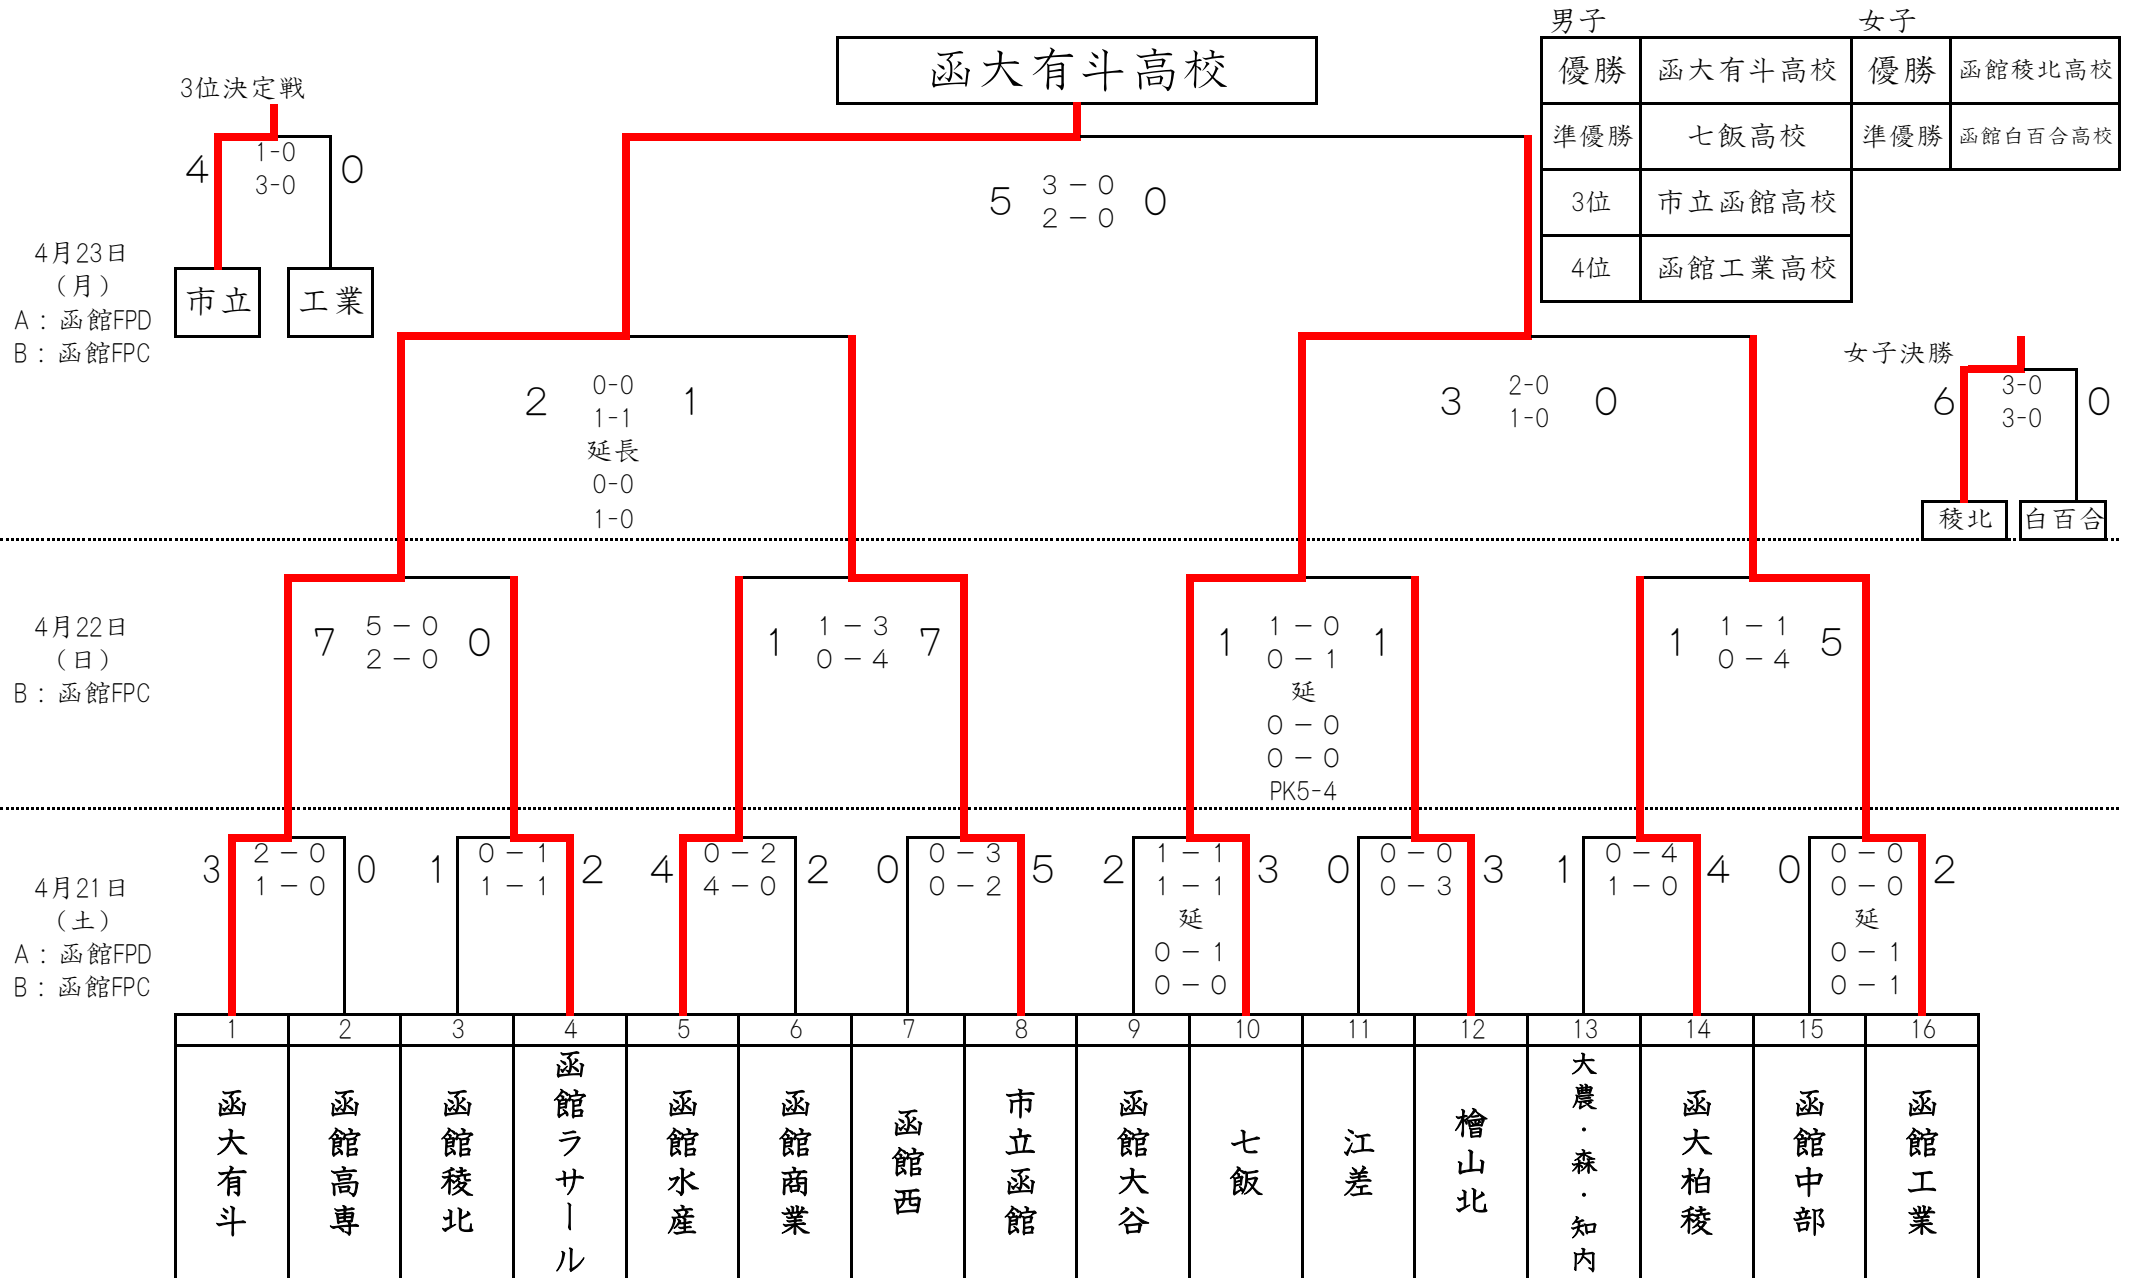 男子
女子
函大有斗高校
優勝 函大有斗高校 優勝 函館稜北高校
準優勝 七飯高校 準優勝 函館白百合高校
3位 市立函館高校
4位 函館工業高校
3位決定戦
4 1-0 0
3-0
市立 工業
4月23日
（月）
A：函館FPD
B：函館FPC
5 3－0 0
2－0
2 0-0 1
1-1
延長
0-0
1-0
3 2-0 0
1-0
女子決勝
6 3-0 0
3-0
稜北 白百合
4月22日
（日）
B：函館FPC
7 5－0 0
2－0
1 1－3 7
0－4
1 1－0 1
0－1
延
0－0
0－0
PK5-4
1 1－1 5
0－4
4月21日
（土）
A：函館FPD
B：函館FPC
3 2－0 0
1－0
1 0－1 2
1－1
4 0－2 2
4－0
0 0－3 5
0－2
2 1－1 3
1－1
延
0－1
0－0
0 0－0 3
0－3
1 0－4 4
1－0
0 0－0 2
0－0
延
0－1
0－1
1 2 3 4 5 6 7 8 9 10 11 12 13 14 15 16
函大有斗
函館高専
函館稜北
函館ラサール
函館水産
函館商業
函館西
市立函館
函館大谷
七飯
江差
檜山北
大農・森・知内
函大柏稜
函館中部
函館工業